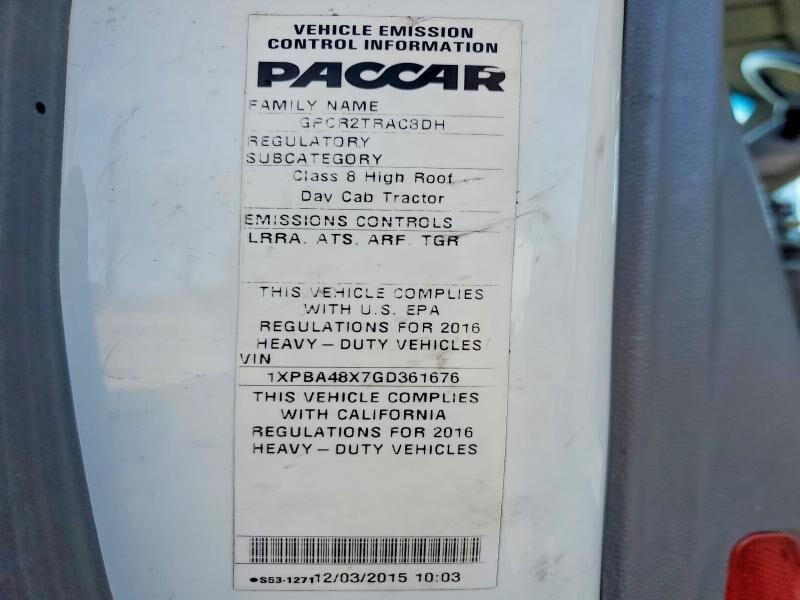 VEHICLE EMISSION
CONTROL INFORMATION
PACCAR
FAMILY NAME
GPCR2TRAC3DH
REGULATORY
SUBCATEGORY
Class 8 High Roof
Day Cab Tractor
EMISSIONS CONTROLS
LRRA. ATS. ARF. TGR
THIS VEHICLE COMPLIES
WITH U.S. EPA
REGULATIONS FOR 2016
HEAVY – DUTY VEHICLES
VIN
1XPBA48X7GD361676
THIS VEHICLE COMPLIES
WITH CALIFORNIA
REGULATIONS FOR 2016
HEAVY – DUTY VEHICLES
●S53-1271 12/03/2015 10:03